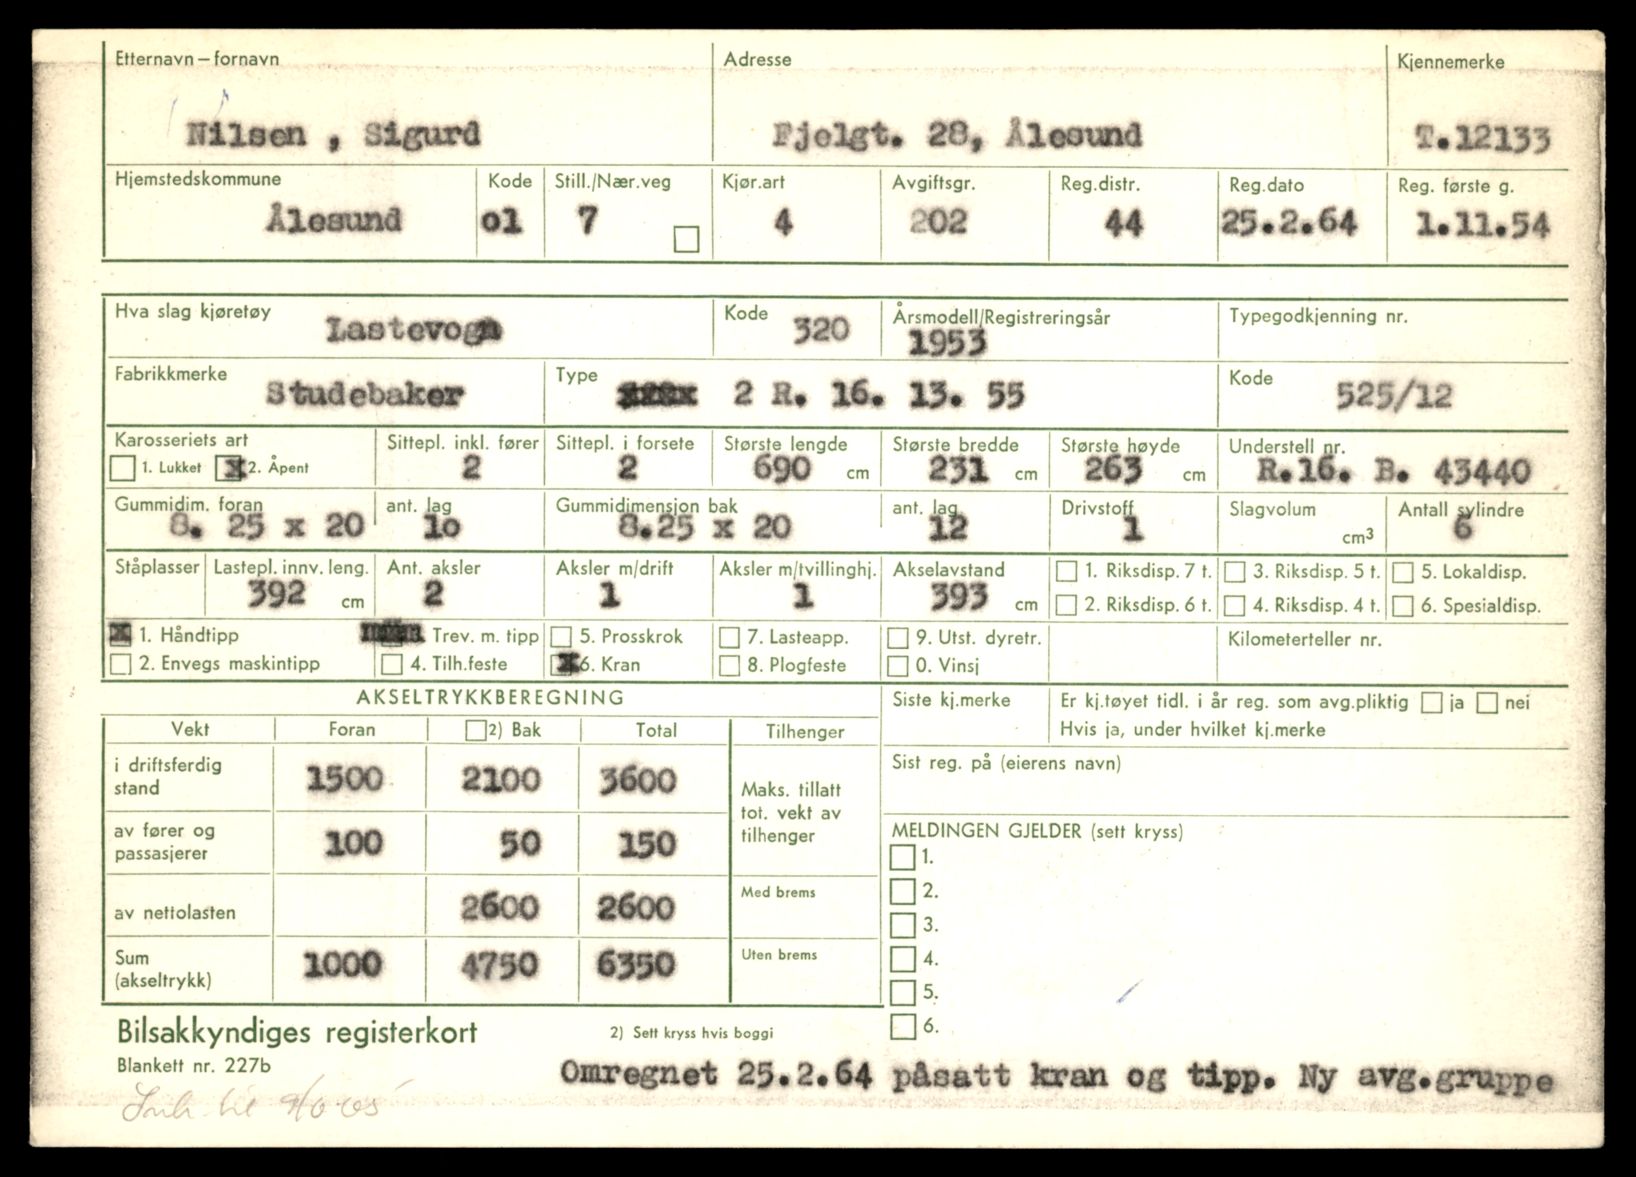 Etternavn – fornavn Adresse Kjennemerke
Nilsen , Sigurd Fjelgt. 28, Ålesund T.12133
Hjemstedskommune Kode Still./Nær.veg Kjør.art Avgiftsgr. Reg.distr. Reg.dato Reg. første g.
Ålesund o1 7 4 202 44 25.2.64 1.11.54
Hva slag kjøretøy Kode Årsmodell/Registreringsår Typegodkjenning nr.
Lastevogn 320 1953
Fabrikkmerke Type Kode
Studebaker 2 R. 16. 13. 55 525/12
Karosseriets art Sittepl. inkl. fører Sittepl. i forsete Største lengde Største bredde Største høyde Understell nr.
1. Lukket x 2. Åpent 2 2 690 cm 231 cm 263 cm R.16. B. 43440
Gummidim. foran ant. lag Gummidimensjon bak ant. lag Drivstoff Slagvolum Antall sylindre
8. 25 x 20 1o 8.25 x 20 12 1 cm³ 6
Ståplasser Lastepl. innv. leng. Ant. aksler Aksler m/drift Aksler m/tvillinghj. Akselavstand 1. Riksdisp. 7 t. 3. Riksdisp. 5 t. 5. Lokaldisp.
392 cm 2 1 1 393 cm 2. Riksdisp. 6 t. 4. Riksdisp. 4 t. 6. Spesialdisp.
x 1. Håndtipp Trev. m. tipp 5. Prosskrok 7. Lasteapp. 9. Utst. dyretr. Kilometerteller nr.
2. Envegs maskintipp 4. Tilh.feste x 6. Kran 8. Plogfeste 0. Vinsj
AKSELTRYKKBEREGNING Siste kj.merke Er kj.tøyet tidl. i år reg. som avg.pliktig ja nei
Vekt Foran 2) Bak Total Tilhenger Hvis ja, under hvilket kj.merke
i driftsferdig stand 1500 2100 3600 Maks. tillatt tot. vekt av tilhenger Sist reg. på (eierens navn)
av fører og passasjerer 100 50 150 MELDINGEN GJELDER (sett kryss)
1.
av nettolasten 2600 2600 Med brems 2.
3.
Sum (akseltrykk) 1000 4750 6350 Uten brems 4.
5.
6.
Bilsakkyndiges registerkort 2) Sett kryss hvis boggi
Blankett nr. 227b
Omregnet 25.2.64 påsatt kran og tipp. Ny avg.gruppe